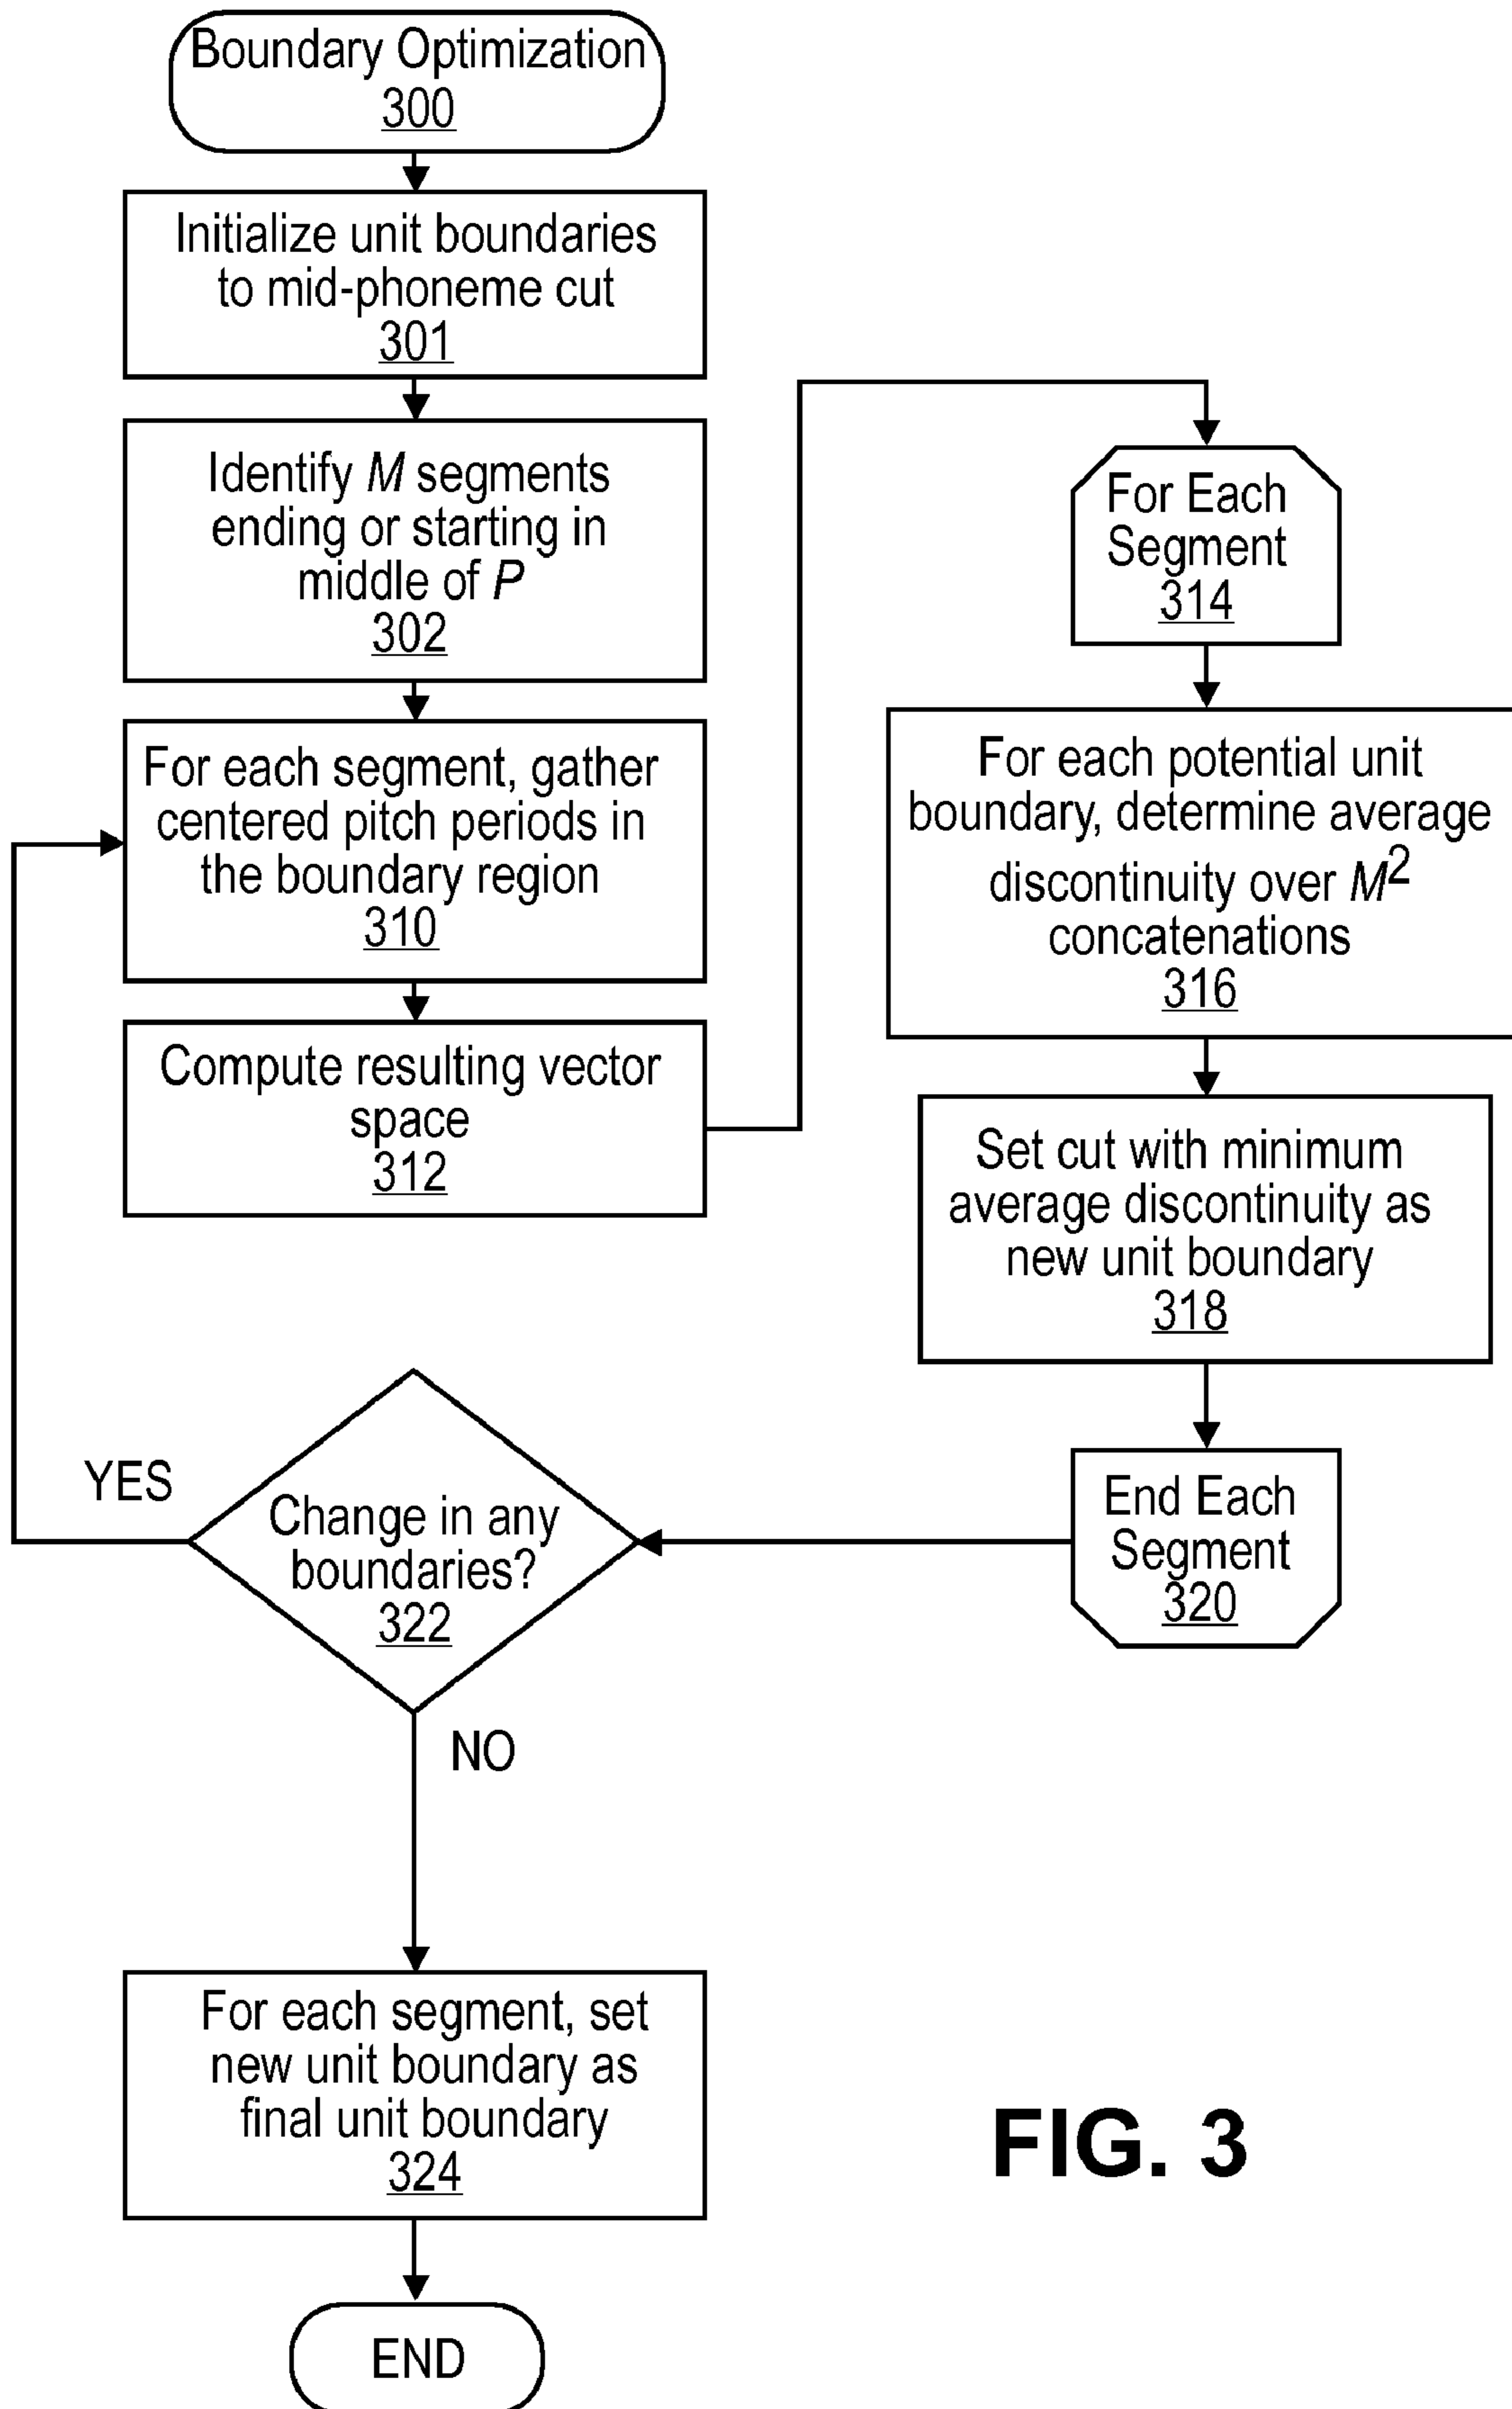 Boundary Optimization
300
Initialize unit boundaries
to mid-phoneme cut
301
Identify M segments
ending or starting in
middle of P
302
For each segment, gather
centered pitch periods in
the boundary region
310
Compute resulting vector
space
312
For Each
Segment
314
For each potential unit
boundary, determine average
discontinuity over M²
concatenations
316
Set cut with minimum
average discontinuity as
new unit boundary
318
End Each
Segment
320
Change in any
boundaries?
322
YES
NO
For each segment, set
new unit boundary as
final unit boundary
324
END
FIG. 3